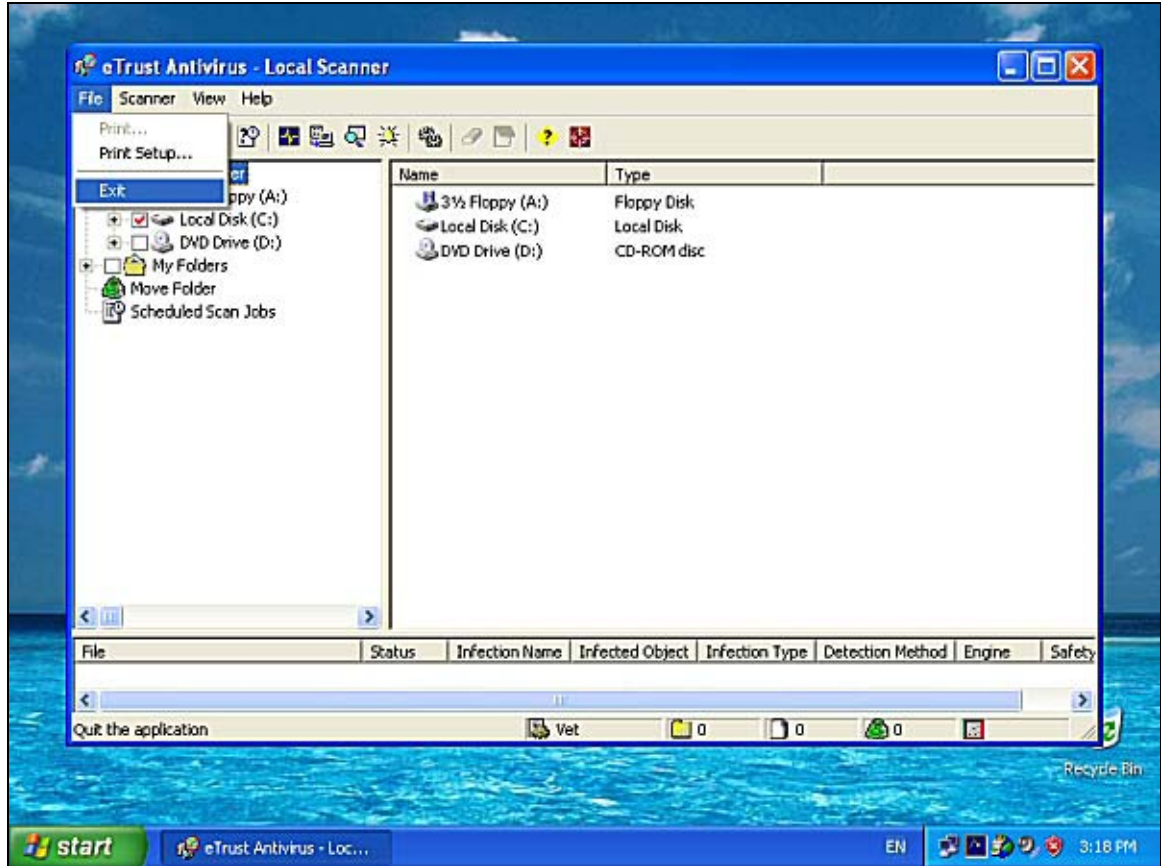 eTrust Antivirus - Local Scanner
File Scanner View Help
Print...
Print Setup...
Exit
Name Type
3½ Floppy (A:) Floppy Disk
Local Disk (C:) Local Disk
DVD Drive (D:) CD-ROM disc
Local Disk (C:)
DVD Drive (D:)
My Folders
Move Folder
Scheduled Scan Jobs
File Status Infection Name Infected Object Infection Type Detection Method Engine Safety
Quit the application Vet 0 0 0
Recycle Bin
start eTrust Antivirus - Loc... EN 3:18 PM